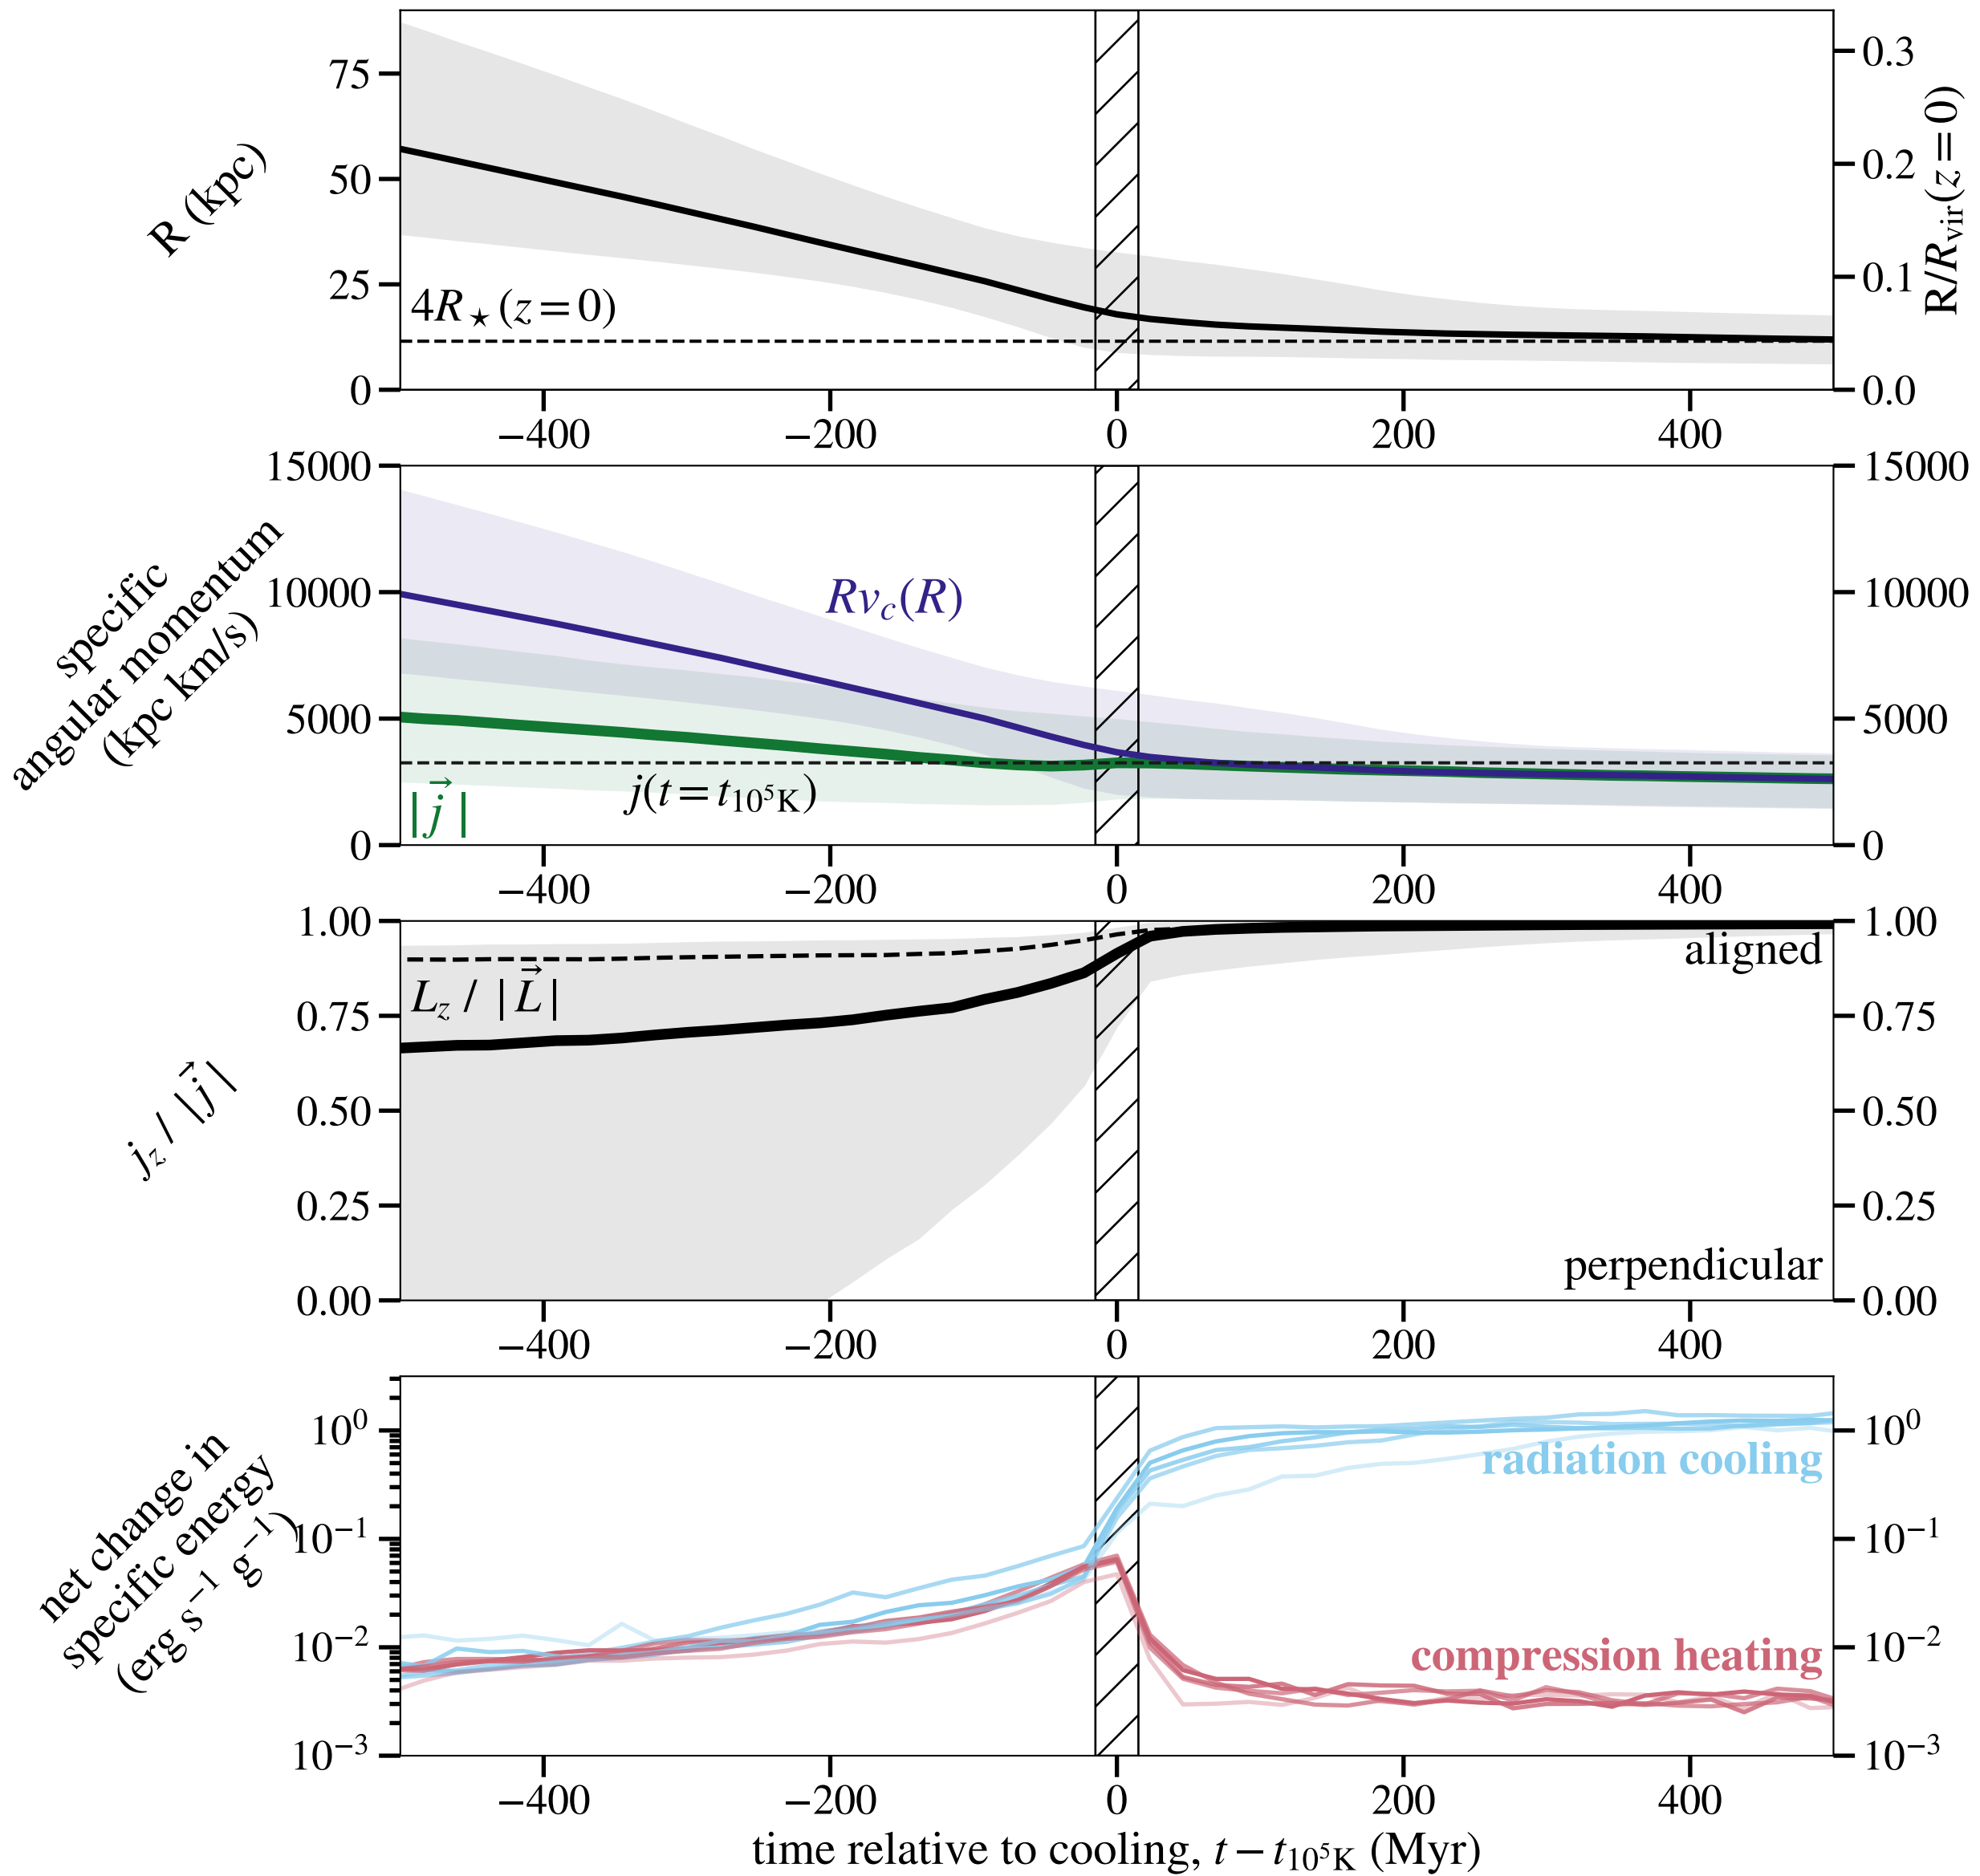 R (kpc)
75
50
25
0
4R★(z=0)
0.3
0.2
0.1
0.0
R/Rvir(z=0)
−400 −200 0 200 400
specific
angular momentum
(kpc km/s)
15000
10000
5000
0
Rvc(R)
|j⃗|
j(t=t10⁵K)
15000
10000
5000
0
−400 −200 0 200 400
jz / |j⃗|
1.00
0.75
0.50
0.25
0.00
Lz / |L⃗|
aligned
perpendicular
1.00
0.75
0.50
0.25
0.00
−400 −200 0 200 400
net change in
specific energy
(erg s⁻¹ g⁻¹)
10⁰
10⁻¹
10⁻²
10⁻³
radiation cooling
compression heating
10⁰
10⁻¹
10⁻²
10⁻³
−400 −200 0 200 400
time relative to cooling, t − t10⁵K (Myr)